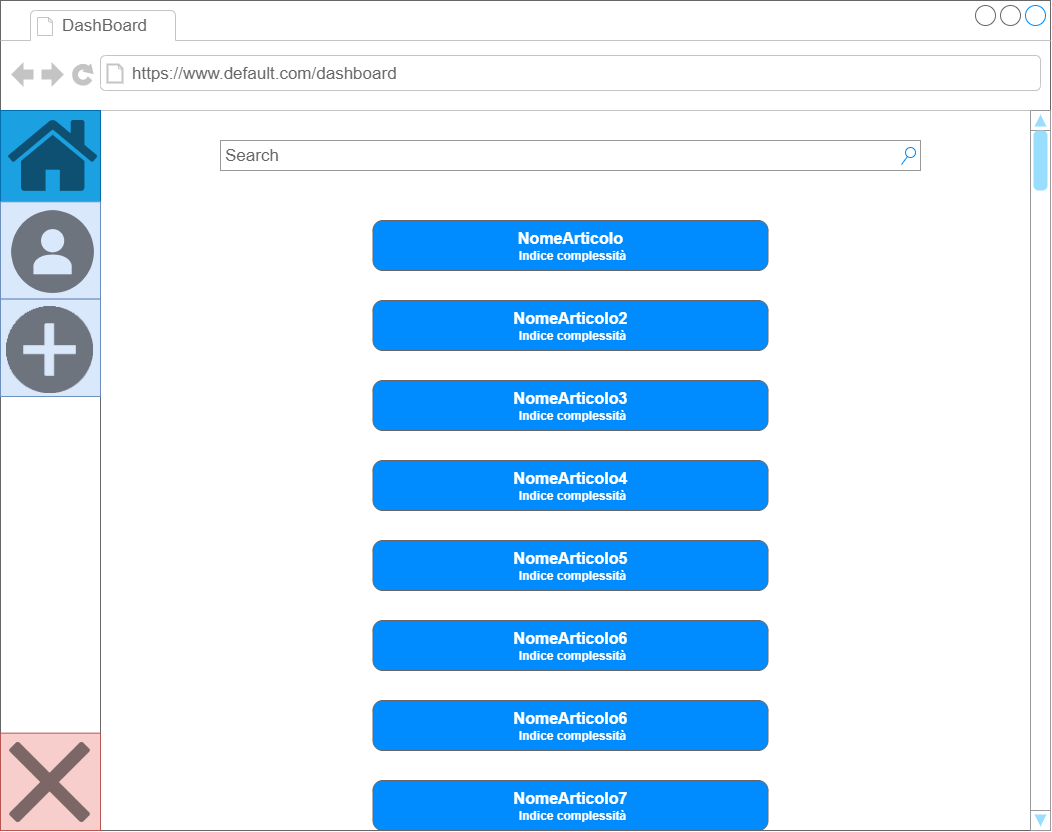 DashBoard
https://www.default.com/dashboard
Search
NomeArticolo
Indice complessità
NomeArticolo2
Indice complessità
NomeArticolo3
Indice complessità
NomeArticolo4
Indice complessità
NomeArticolo5
Indice complessità
NomeArticolo6
Indice complessità
NomeArticolo6
Indice complessità
NomeArticolo7
Indice complessità